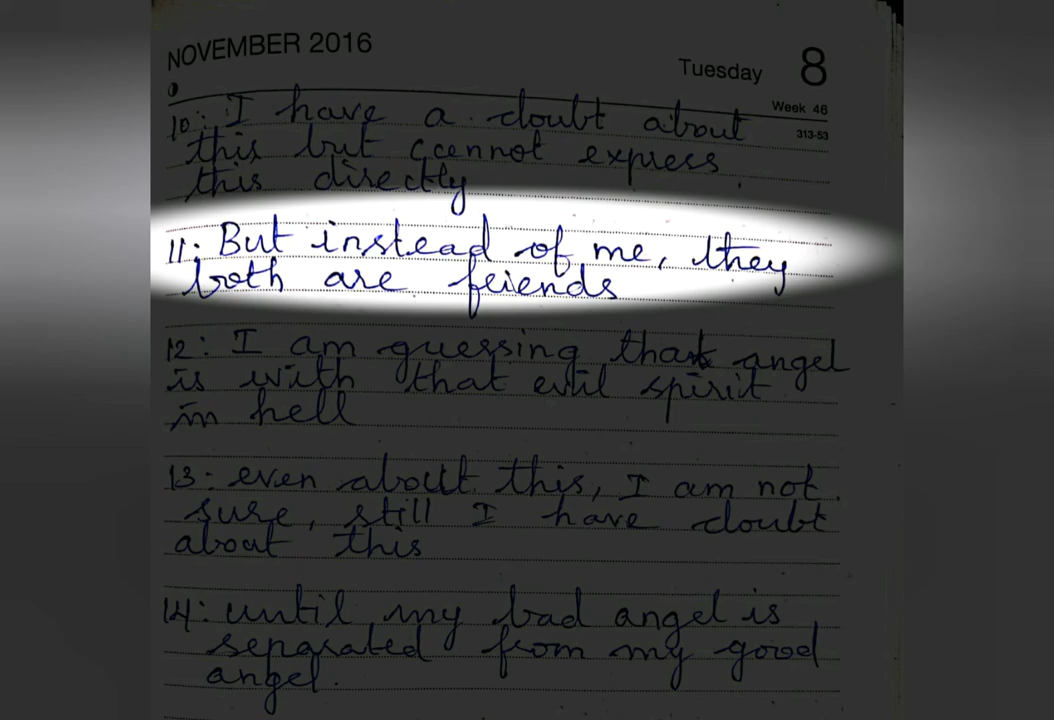 NOVEMBER 2016
Tuesday 8
Week 46
313-53
10: I have a doubt about
this but ccennot express
this directly
11: But instead of me, they
both are feiends
12: I am guessing that angel
is with that evil spirit
in hell
13: even about this, I am not
sure, still I have doubt
about this
14: until my bad angel is
separated from my good
angel.